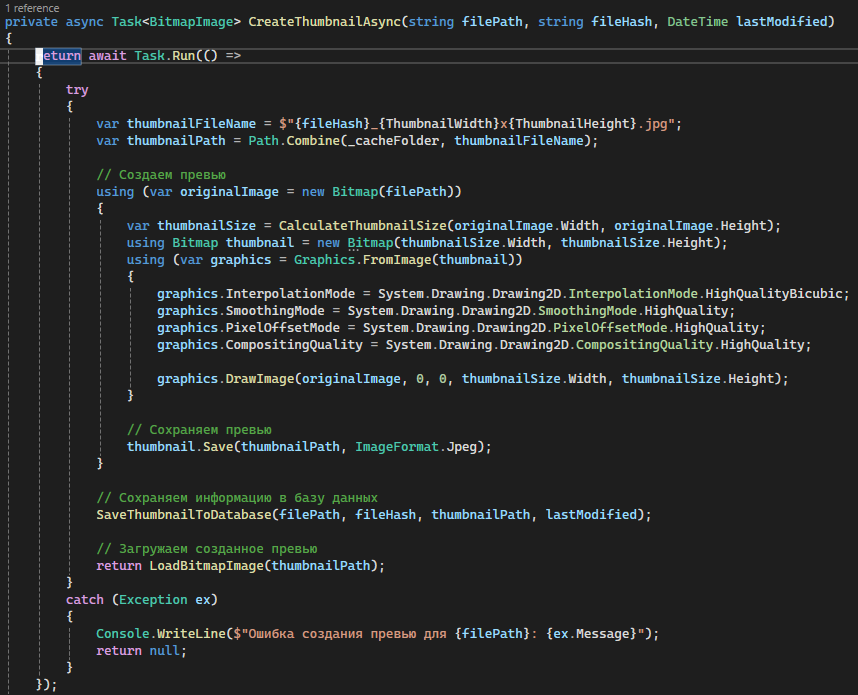 1 reference
private async Task<BitmapImage> CreateThumbnailAsync(string filePath, string fileHash, DateTime lastModified)
{
return await Task.Run(() =>
{
try
{
var thumbnailFileName = $"{fileHash}_{ThumbnailWidth}x{ThumbnailHeight}.jpg";
var thumbnailPath = Path.Combine(_cacheFolder, thumbnailFileName);
// Создаем превью
using (var originalImage = new Bitmap(filePath))
{
var thumbnailSize = CalculateThumbnailSize(originalImage.Width, originalImage.Height);
using Bitmap thumbnail = new Bitmap(thumbnailSize.Width, thumbnailSize.Height);
using (var graphics = Graphics.FromImage(thumbnail))
{
graphics.InterpolationMode = System.Drawing.Drawing2D.InterpolationMode.HighQualityBicubic;
graphics.SmoothingMode = System.Drawing.Drawing2D.SmoothingMode.HighQuality;
graphics.PixelOffsetMode = System.Drawing.Drawing2D.PixelOffsetMode.HighQuality;
graphics.CompositingQuality = System.Drawing.Drawing2D.CompositingQuality.HighQuality;
graphics.DrawImage(originalImage, 0, 0, thumbnailSize.Width, thumbnailSize.Height);
}
// Сохраняем превью
thumbnail.Save(thumbnailPath, ImageFormat.Jpeg);
}
// Сохраняем информацию в базу данных
SaveThumbnailToDatabase(filePath, fileHash, thumbnailPath, lastModified);
// Загружаем созданное превью
return LoadBitmapImage(thumbnailPath);
}
catch (Exception ex)
{
Console.WriteLine($"Ошибка создания превью для {filePath}: {ex.Message}");
return null;
}
});